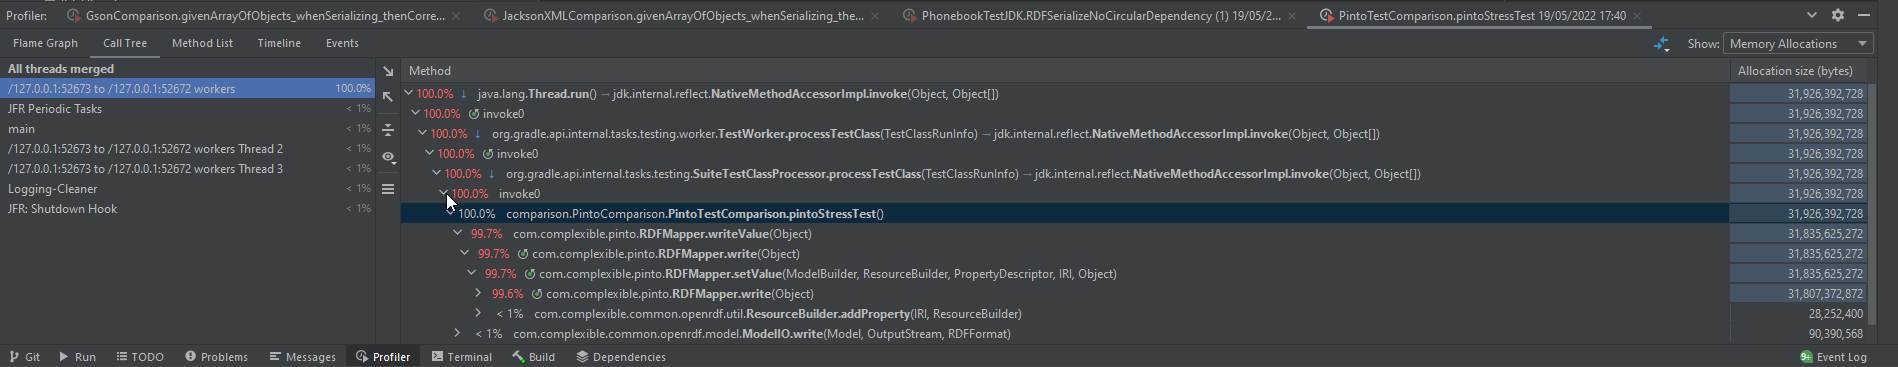 Profiler: GsonComparison.givenArrayOfObjects_whenSerializing_thenCorre... JacksonXMLComparison.givenArrayOfObjects_whenSerializing_the... PhonebookTestJDK.RDFSerializeNoCircularDependency (1) 19/05/2... PintoTestComparison.pintoStressTest 19/05/2022 17:40
Flame Graph Call Tree Method List Timeline Events Show: Memory Allocations
All threads merged
/127.0.0.1:52673 to /127.0.0.1:52672 workers 100.0%
JFR Periodic Tasks < 1%
main < 1%
/127.0.0.1:52673 to /127.0.0.1:52672 workers Thread 2 < 1%
/127.0.0.1:52673 to /127.0.0.1:52672 workers Thread 3 < 1%
Logging-Cleaner < 1%
JFR: Shutdown Hook < 1%
Method Allocation size (bytes)
100.0% ↓ java.lang.Thread.run() → jdk.internal.reflect.NativeMethodAccessorImpl.invoke(Object, Object[]) 31,926,392,728
100.0% invoke0 31,926,392,728
100.0% ↓ org.gradle.api.internal.tasks.testing.worker.TestWorker.processTestClass(TestClassRunInfo) → jdk.internal.reflect.NativeMethodAccessorImpl.invoke(Object, Object[]) 31,926,392,728
100.0% invoke0 31,926,392,728
100.0% ↓ org.gradle.api.internal.tasks.testing.SuiteTestClassProcessor.processTestClass(TestClassRunInfo) → jdk.internal.reflect.NativeMethodAccessorImpl.invoke(Object, Object[]) 31,926,392,728
100.0% invoke0 31,926,392,728
100.0% comparison.PintoComparison.PintoTestComparison.pintoStressTest() 31,926,392,728
99.7% com.complexible.pinto.RDFMapper.writeValue(Object) 31,835,625,272
99.7% com.complexible.pinto.RDFMapper.write(Object) 31,835,625,272
99.7% com.complexible.pinto.RDFMapper.setValue(ModelBuilder, ResourceBuilder, PropertyDescriptor, IRI, Object) 31,835,625,272
99.6% com.complexible.pinto.RDFMapper.write(Object) 31,807,372,872
< 1% com.complexible.common.openrdf.util.ResourceBuilder.addProperty(IRI, ResourceBuilder) 28,252,400
< 1% com.complexible.common.openrdf.model.ModelIO.write(Model, OutputStream, RDFFormat) 90,390,568
Git Run TODO Problems Messages Profiler Terminal Build Dependencies 9+ Event Log